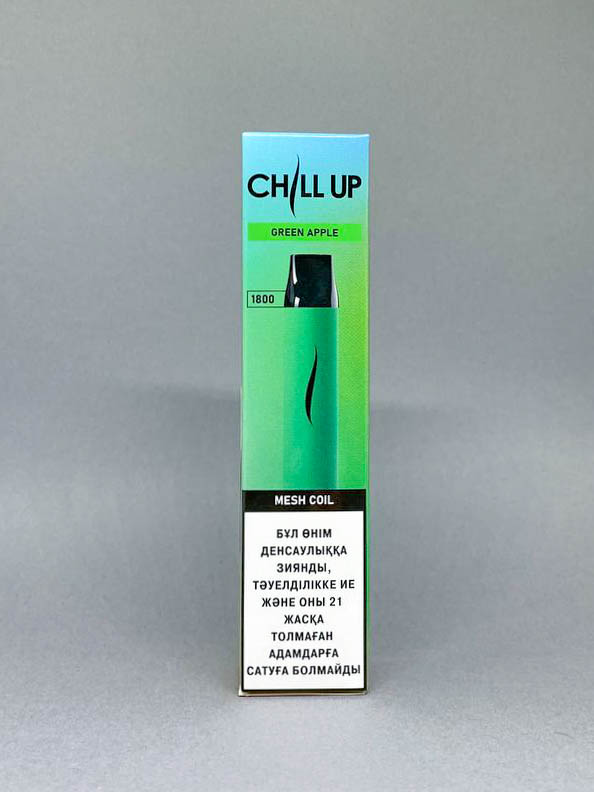 CHILL UP
GREEN APPLE
1800
MESH COIL
БҰЛ ӨНІМ
ДЕНСАУЛЫҚҚА
ЗИЯНДЫ,
ТӘУЕЛДІЛІККЕ ИЕ
ЖӘНЕ ОНЫ 21
ЖАСҚА
ТОЛМАҒАН
АДАМДАРҒА
САТУҒА БОЛМАЙДЫ